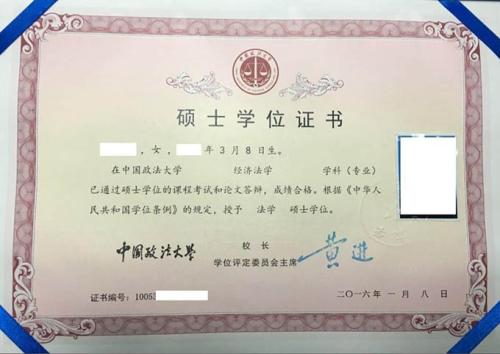 硕士学位证书
，女，年3月8日生。
在中国政法大学 经济法学 学科（专业）
已通过硕士学位的课程考试和论文答辩，成绩合格。根据《中华人
民共和国学位条例》的规定，授予 法学 硕士学位。
中国政法大学
校长
学位评定委员会主席
黄进
证书编号：1005
二〇一六年一月八日